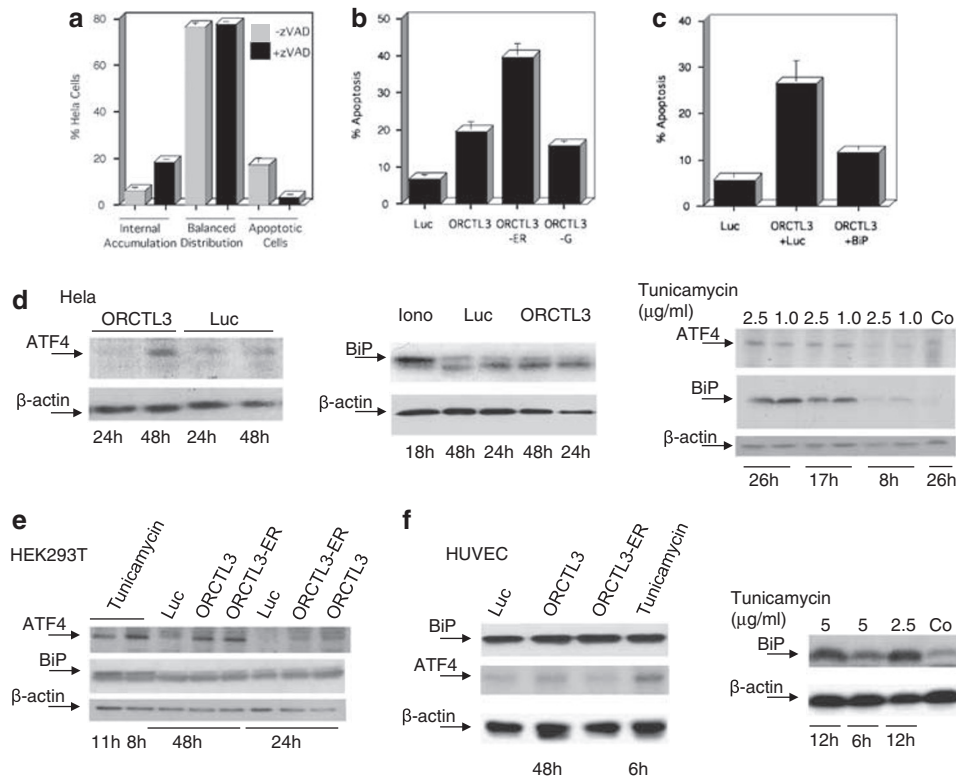 a
80
60
40
20
0
% Hela Cells
-zVAD
+zVAD
Internal Accumulation
Balanced Distribution
Apoptotic Cells
b
50
40
30
20
10
0
% Apoptosis
Luc
ORCTL3
ORCTL3 -ER
ORCTL3 -G
c
40
30
20
10
0
% Apoptosis
Luc
ORCTL3 +Luc
ORCTL3 +BiP
d
Hela
ORCTL3 Luc
ATF4
β-actin
24h 48h 24h 48h
Iono Luc ORCTL3
BiP
β-actin
18h 48h 24h 48h 24h
Tunicamycin
(μg/ml)
2.5 1.0 2.5 1.0 2.5 1.0 Co
ATF4
BiP
β-actin
26h 17h 8h 26h
e
HEK293T
Tunicamycin Luc ORCTL3 ORCTL3-ER Luc ORCTL3-ER ORCTL3
ATF4
BiP
β-actin
11h 8h 48h 24h
f
HUVEC
Luc ORCTL3 ORCTL3-ER Tunicamycin
BiP
ATF4
β-actin
48h 6h
Tunicamycin
(μg/ml)
5 5 2.5 Co
BiP
β-actin
12h 6h 12h